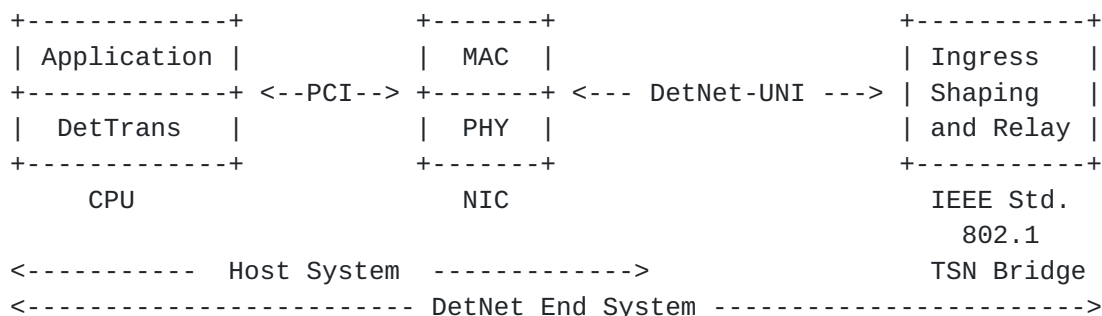 +-------------+           +-------+                      +-----------+
| Application |           |  MAC  |                      | Ingress   |
+-------------+ <--PCI--> +-------+ <--- DetNet-UNI ---> | Shaping   |
|  DetTrans   |           |  PHY  |                      | and Relay |
+-------------+           +-------+                      +-----------+
     CPU                     NIC                           IEEE Std.
                                                             802.1
<----------- Host System ------------->                    TSN Bridge
<------------------------ DetNet End System ----------------------->